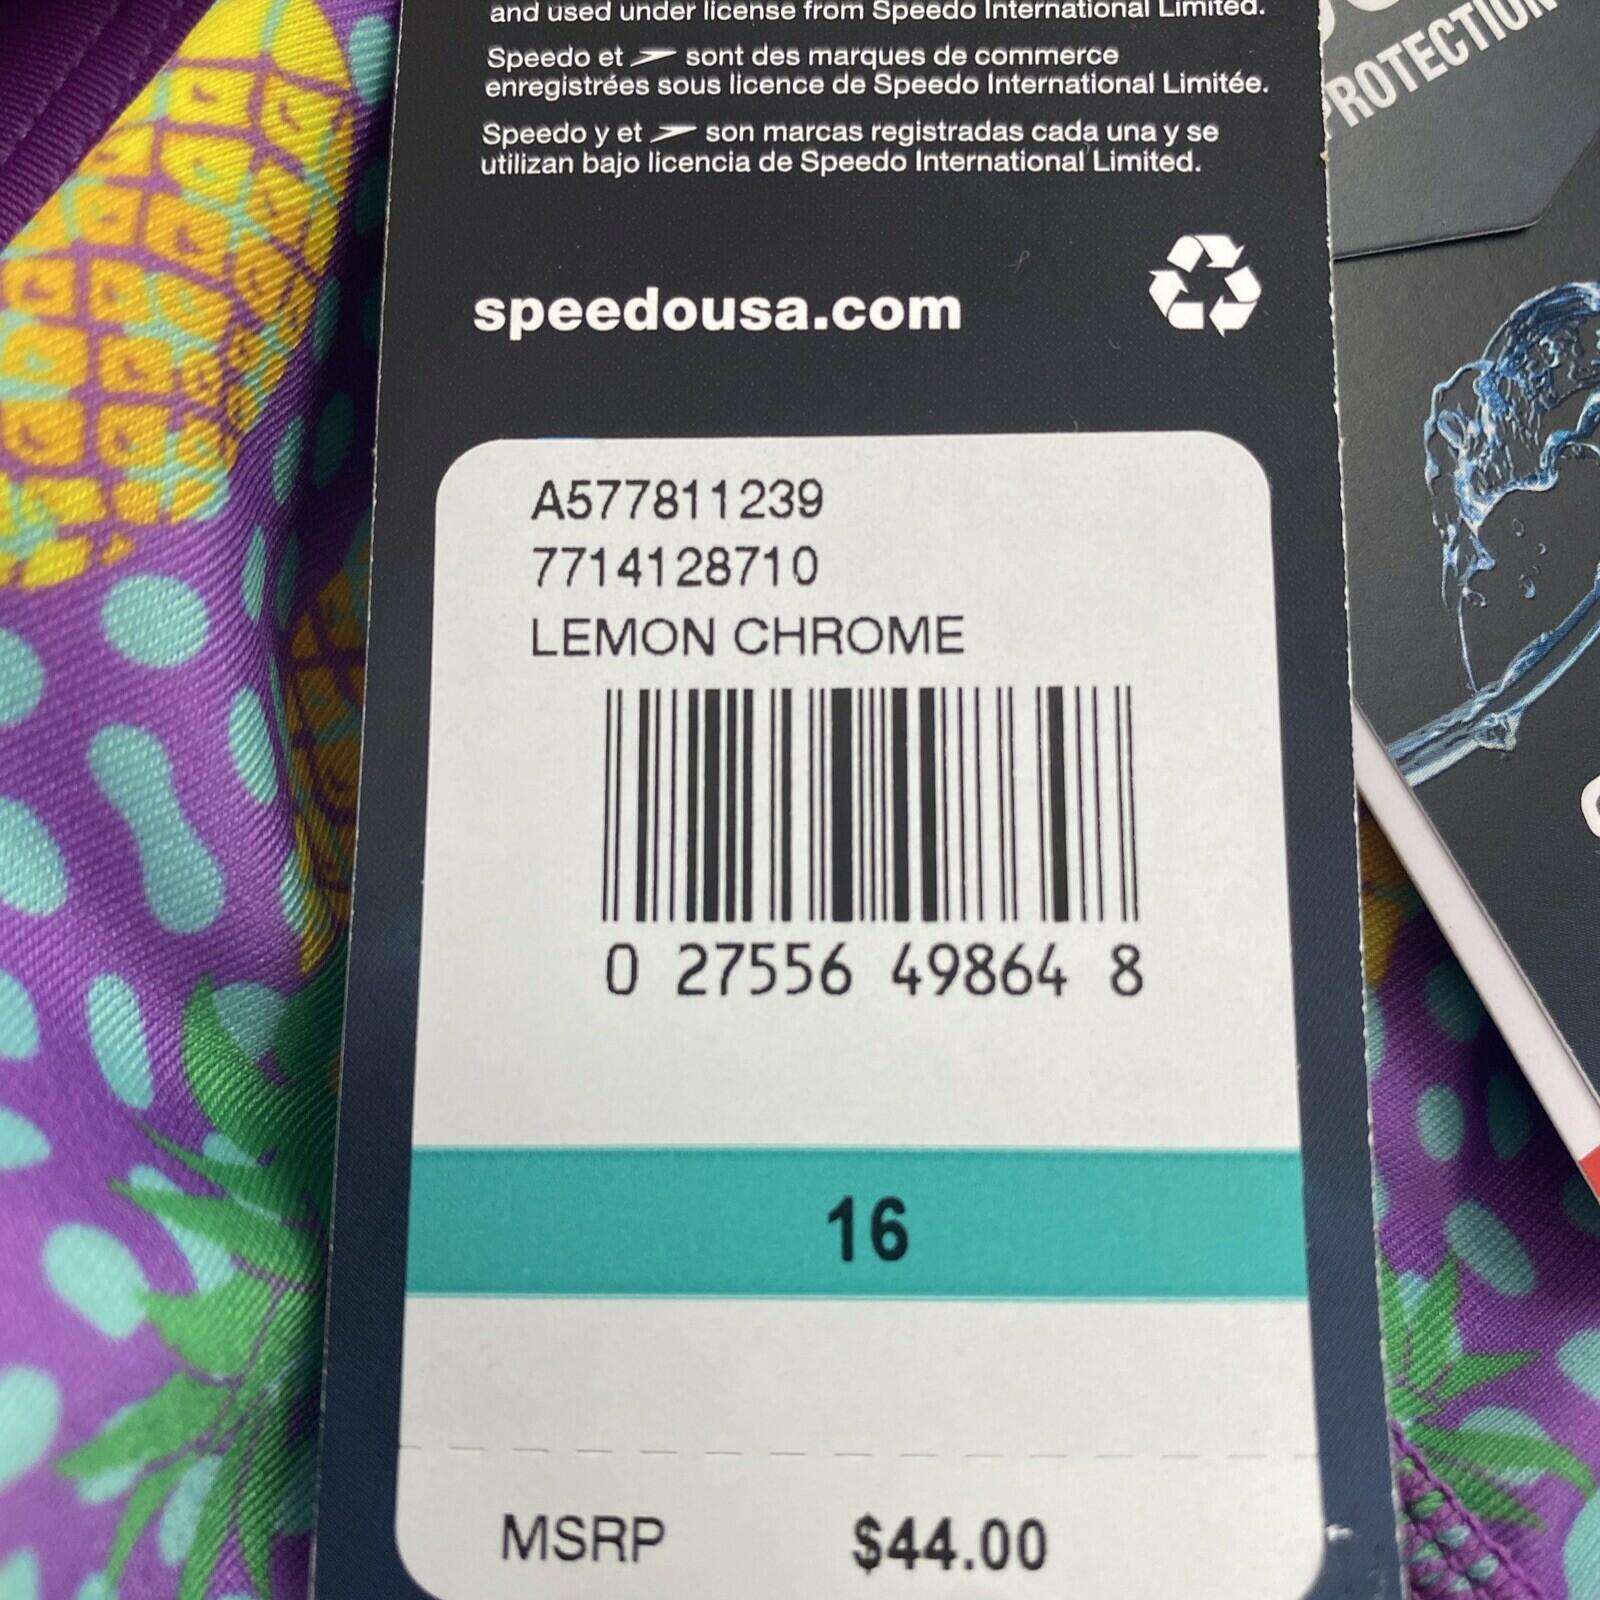 and used under license from Speedo International Limited.
Speedo et sont des marques de commerce
enregistrées sous licence de Speedo International Limitée.
Speedo y et son marcas registradas cada una y se
utilizan bajo licencia de Speedo International Limited.
speedousa.com
A577811239
7714128710
LEMON CHROME
0 27556 49864 8
16
MSRP $44.00
PROTECTION